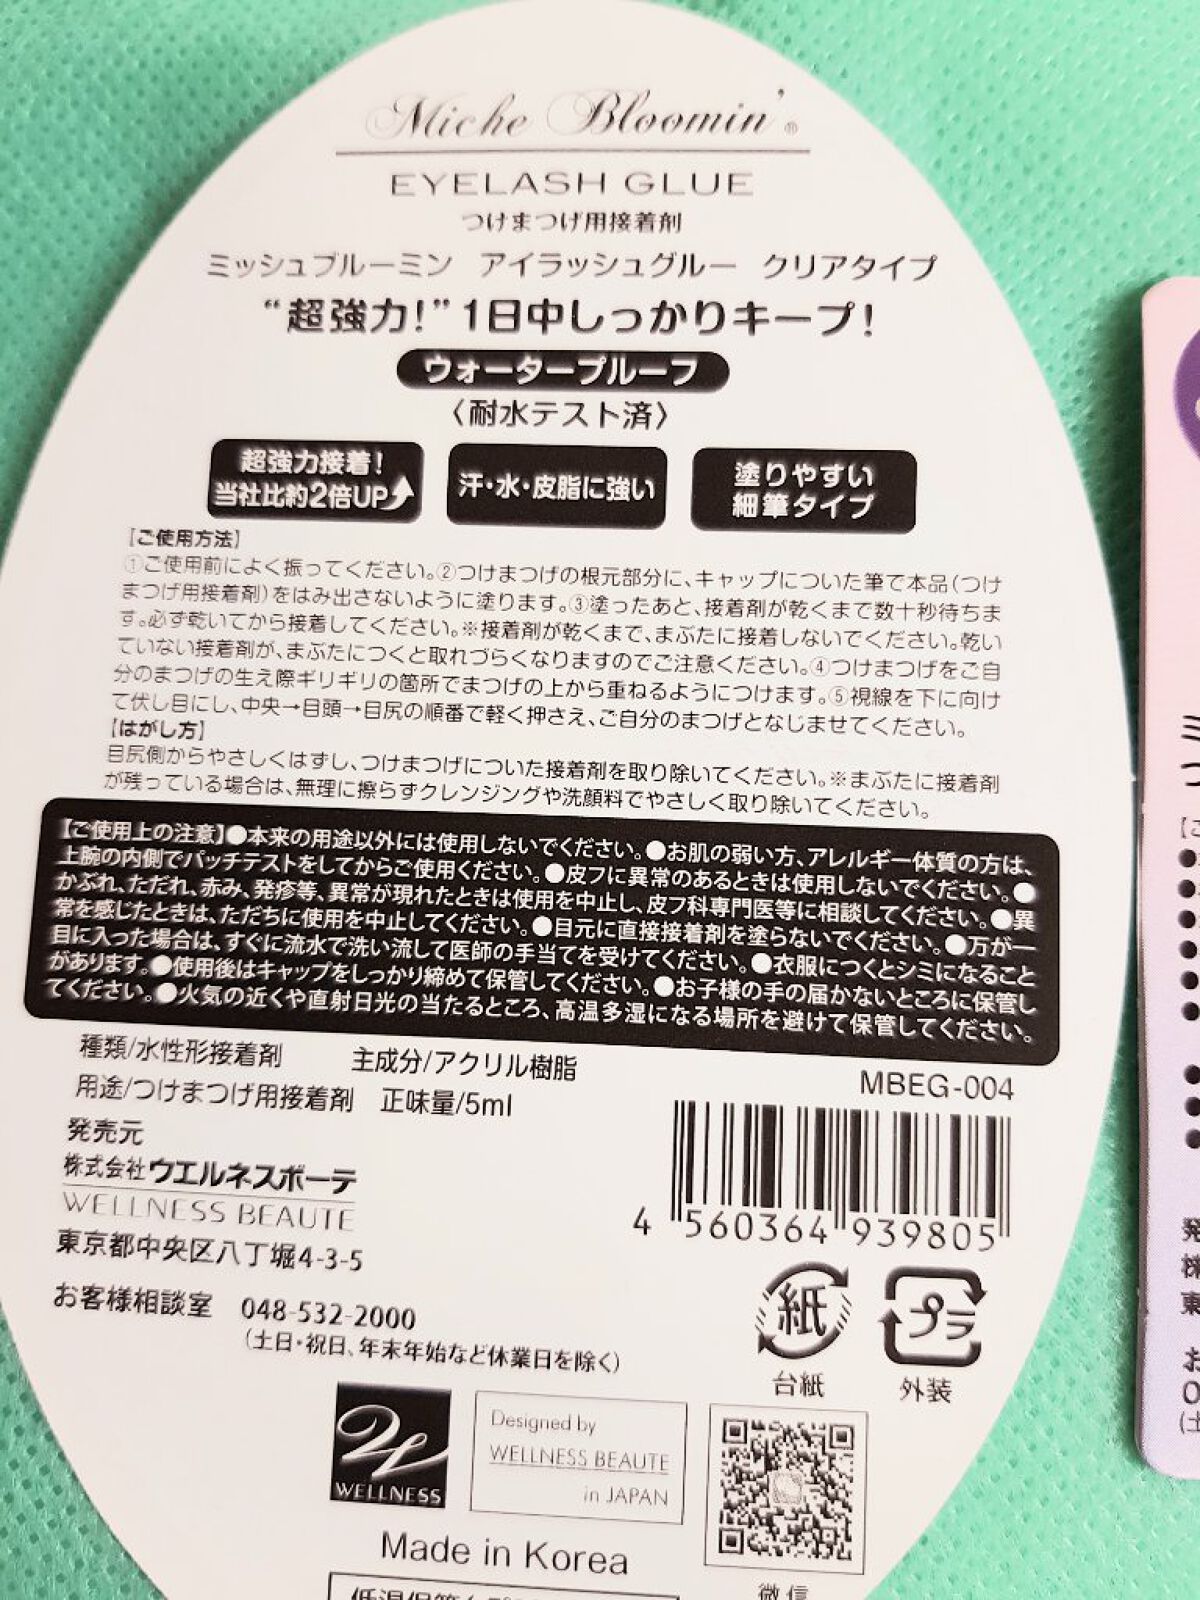 Miche Bloomin'®
EYELASH GLUE
つけまつげ用接着剤
ミッシュブルーミン アイラッシュグルー クリアタイプ
“超強力！”1日中しっかりキープ！
ウォータープルーフ
〈耐水テスト済〉
超強力接着！
当社比約2倍UP
汗・水・皮脂に強い
塗りやすい
細筆タイプ
【ご使用方法】
①ご使用前によく振ってください。②つけまつげの根元部分に、キャップについた筆で本品（つけ
まつげ用接着剤）をはみ出さないように塗ります。③塗ったあと、接着剤が乾くまで数十秒待ちま
す。必ず乾いてから接着してください。※接着剤が乾くまで、まぶたに接着しないでください。乾い
ていない接着剤が、まぶたにつくと取れづらくなりますのでご注意ください。④つけまつげをご自
分のまつげの生え際ギリギリの箇所でまつげの上から重ねるようにつけます。⑤視線を下に向け
て伏し目にし、中央→目頭→目尻の順番で軽く押さえ、ご自分のまつげとなじませてください。
【はがし方】
目尻側からやさしくはずし、つけまつげについた接着剤を取り除いてください。※まぶたに接着剤
が残っている場合は、無理に擦らずクレンジングや洗顔料でやさしく取り除いてください。
【ご使用上の注意】●本来の用途以外には使用しないでください。●お肌の弱い方、アレルギー体質の方は、
上腕の内側でパッチテストをしてからご使用ください。●皮フに異常のあるときは使用しないでください。●
かぶれ、ただれ、赤み、発疹等、異常が現れたときは使用を中止し、皮フ科専門医等に相談してください。●異
常を感じたときは、ただちに使用を中止してください。●目元に直接接着剤を塗らないでください。●万が一
目に入った場合は、すぐに流水で洗い流して医師の手当てを受けてください。●衣服につくとシミになること
があります。●使用後はキャップをしっかり締めて保管してください。●お子様の手の届かないところに保管し
てください。●火気の近くや直射日光の当たるところ、高温多湿になる場所を避けて保管してください。
種類/水性形接着剤 主成分/アクリル樹脂
用途/つけまつげ用接着剤 正味量/5ml
MBEG-004
発売元
株式会社ウエルネスボーテ
WELLNESS BEAUTE
東京都中央区八丁堀4-3-5
4 560364 939805
お客様相談室 048-532-2000
（土日・祝日、年末年始など休業日を除く）
紙
台紙
プラ
外装
WELLNESS
Designed by
WELLNESS BEAUTE
in JAPAN
Made in Korea
微信